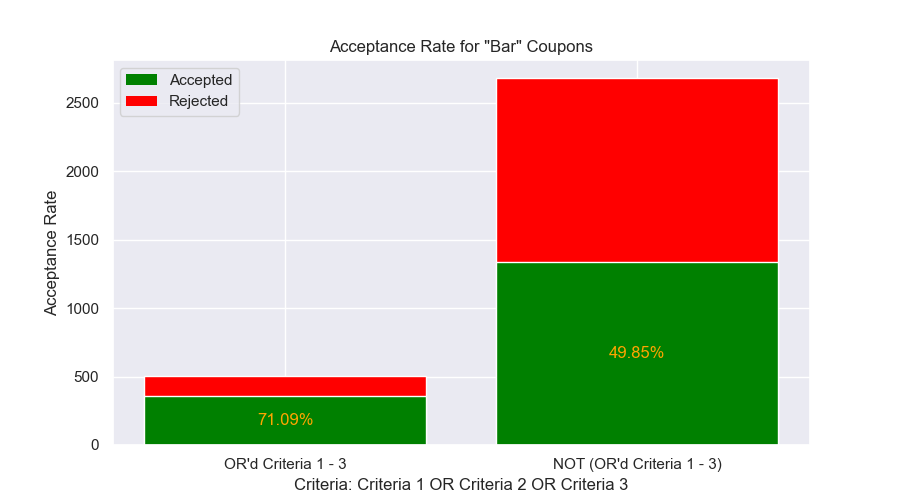 Acceptance Rate for "Bar" Coupons
Accepted
Rejected
Acceptance Rate
2500
2000
1500
1000
500
0
49.85%
71.09%
OR'd Criteria 1 - 3
NOT (OR'd Criteria 1 - 3)
Criteria: Criteria 1 OR Criteria 2 OR Criteria 3